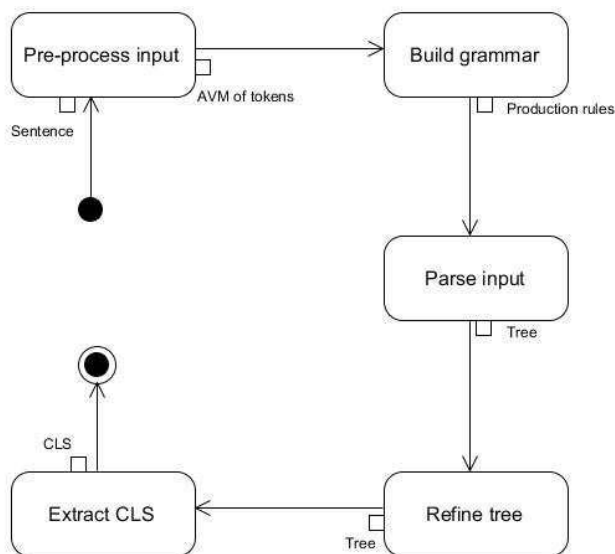 Pre-process input
Build grammar
AVM of tokens
Production rules
Sentence
Parse input
Tree
CLS
Extract CLS
Refine tree
Tree